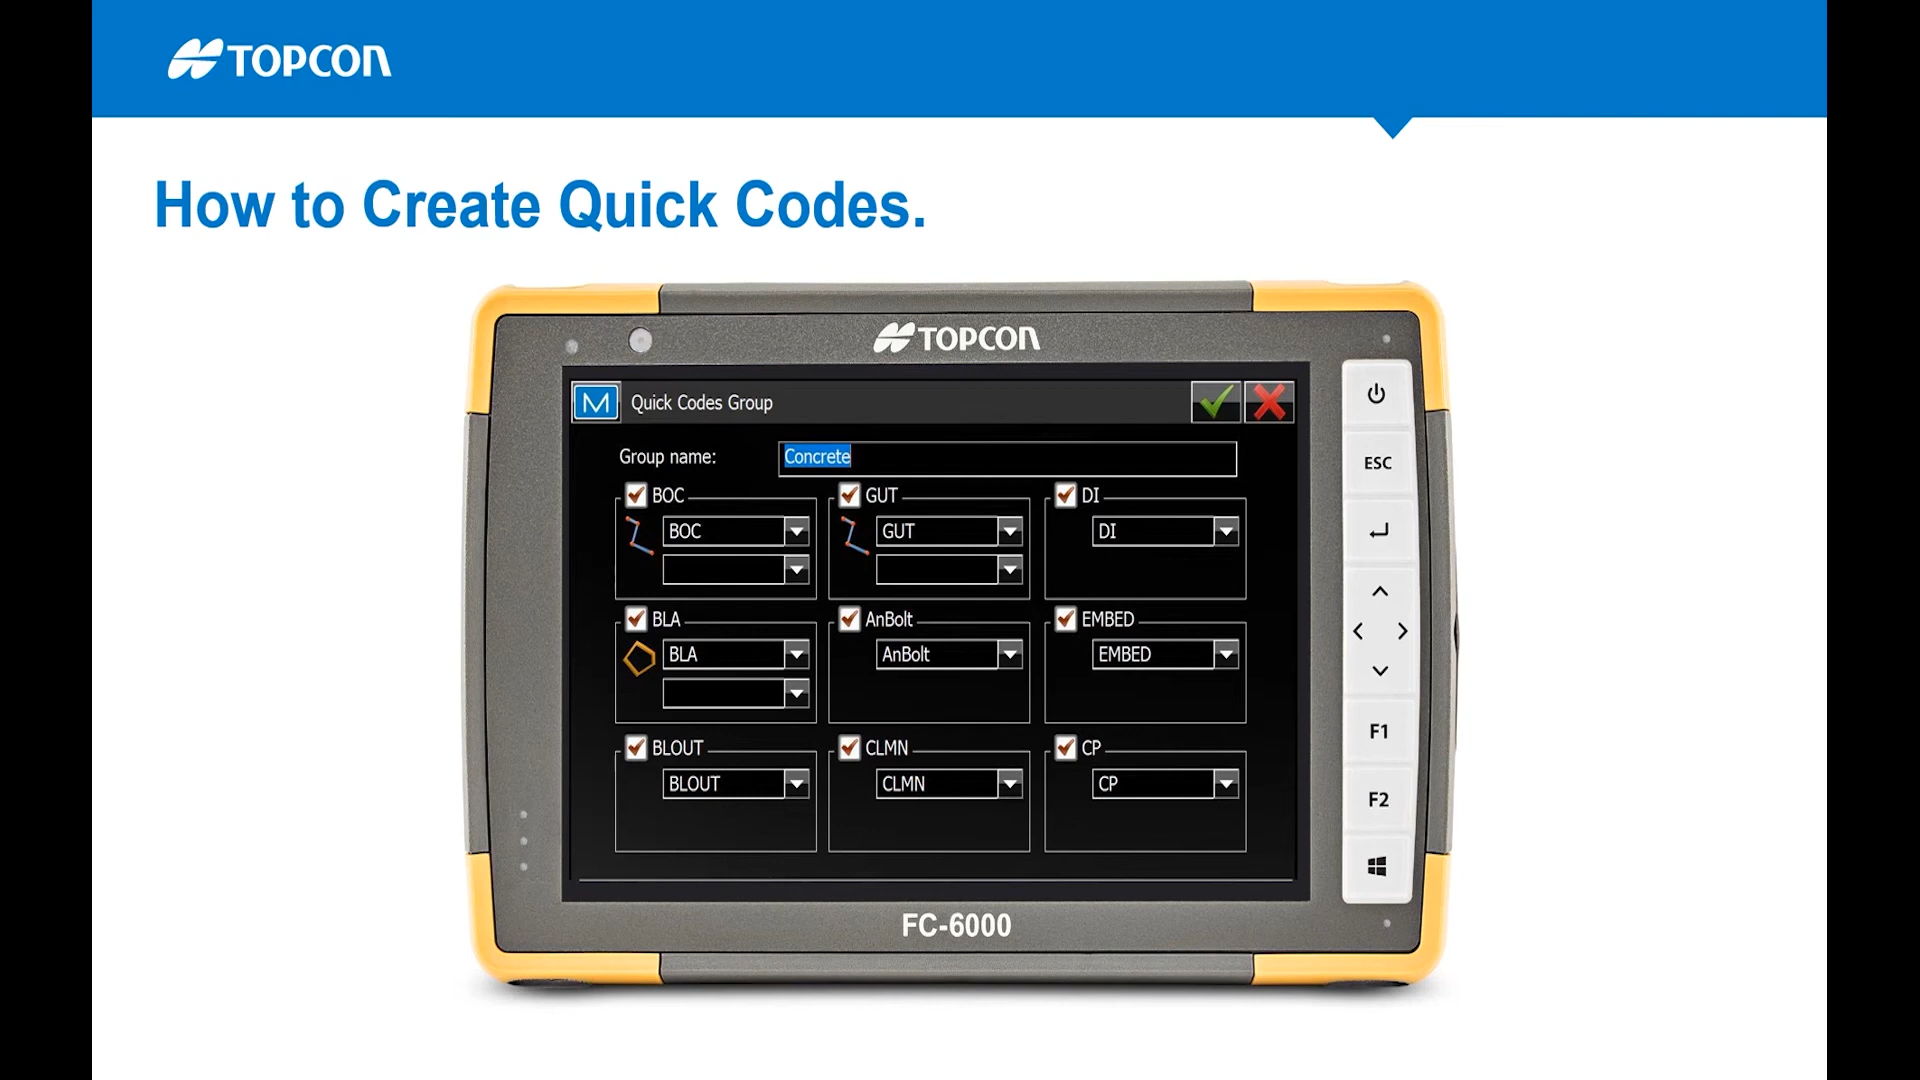 TOPCON
How to Create Quick Codes.
TOPCON
Quick Codes Group
Group name: Concrete
BOC GUT DI
BOC GUT DI
BLA AnBolt EMBED
BLA AnBolt EMBED
BLOUT CLMN CP
BLOUT CLMN CP
ESC
F1
F2
FC-6000